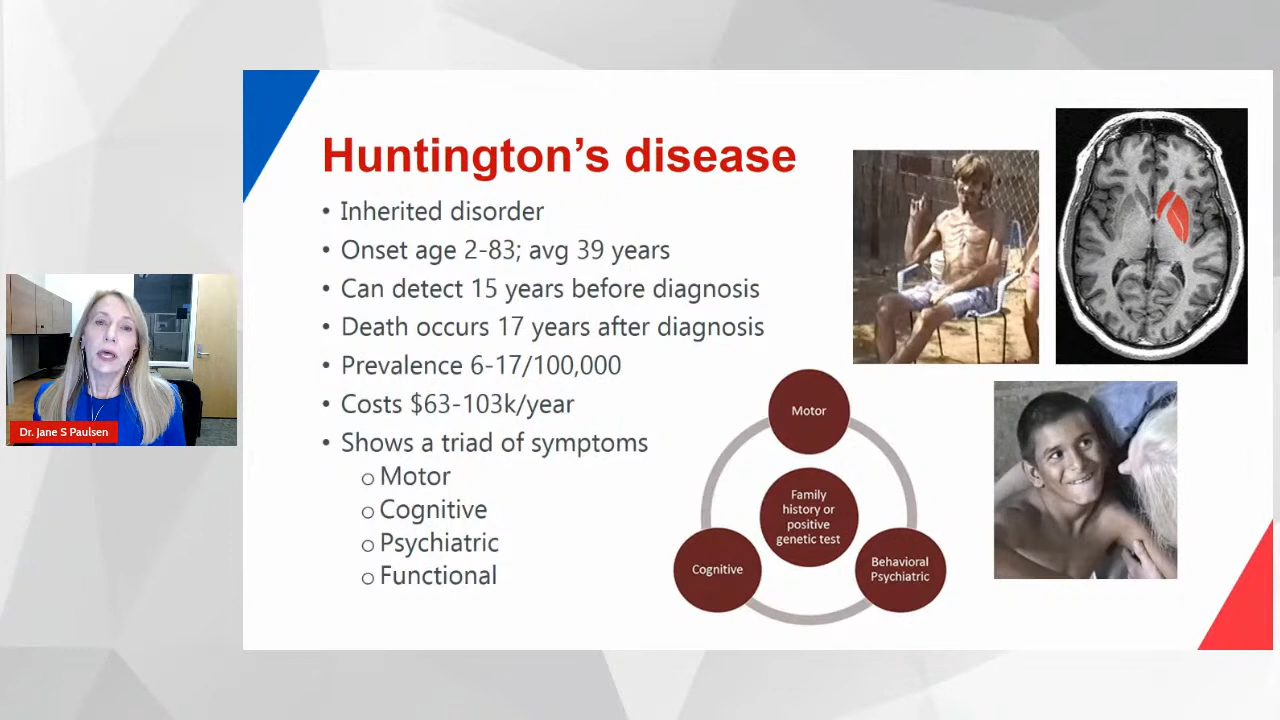 Huntington’s disease
• Inherited disorder
• Onset age 2-83; avg 39 years
• Can detect 15 years before diagnosis
• Death occurs 17 years after diagnosis
• Prevalence 6-17/100,000
• Costs $63-103k/year
• Shows a triad of symptoms
o Motor
o Cognitive
o Psychiatric
o Functional
Motor
Family
history or
positive
genetic test
Cognitive
Behavioral
Psychiatric
Dr. Jane S Paulsen